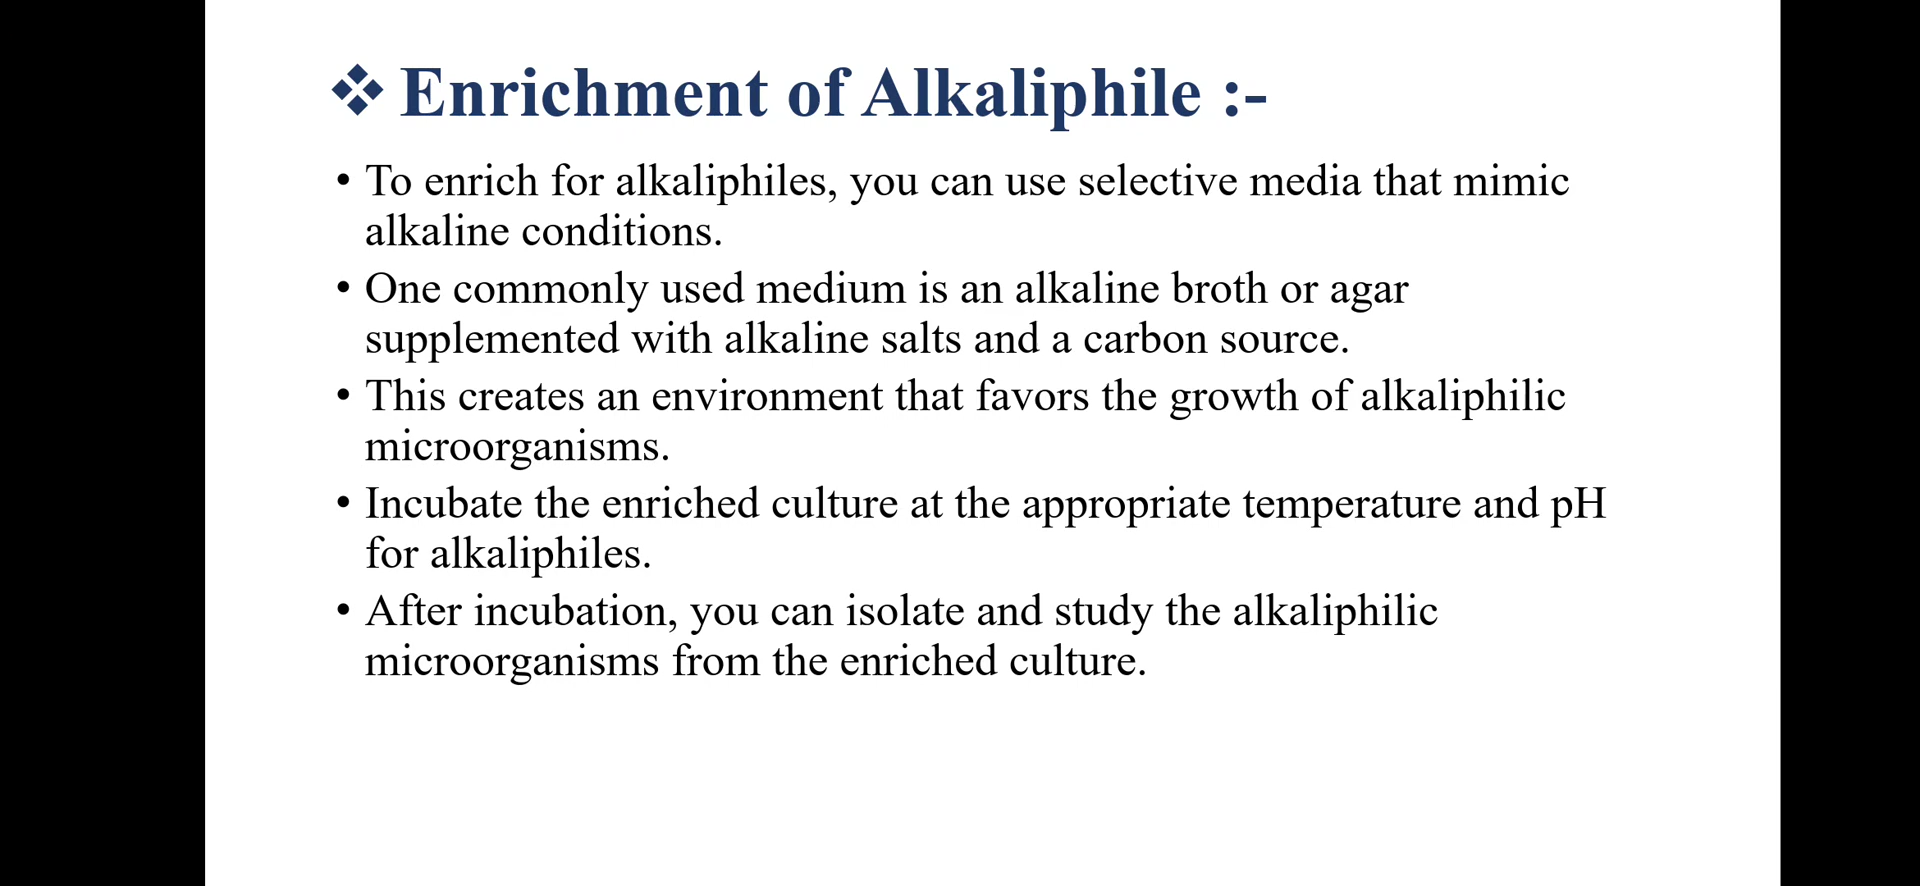 ❖ Enrichment of Alkaliphile :-
• To enrich for alkaliphiles, you can use selective media that mimic
alkaline conditions.
• One commonly used medium is an alkaline broth or agar
supplemented with alkaline salts and a carbon source.
• This creates an environment that favors the growth of alkaliphilic
microorganisms.
• Incubate the enriched culture at the appropriate temperature and pH
for alkaliphiles.
• After incubation, you can isolate and study the alkaliphilic
microorganisms from the enriched culture.